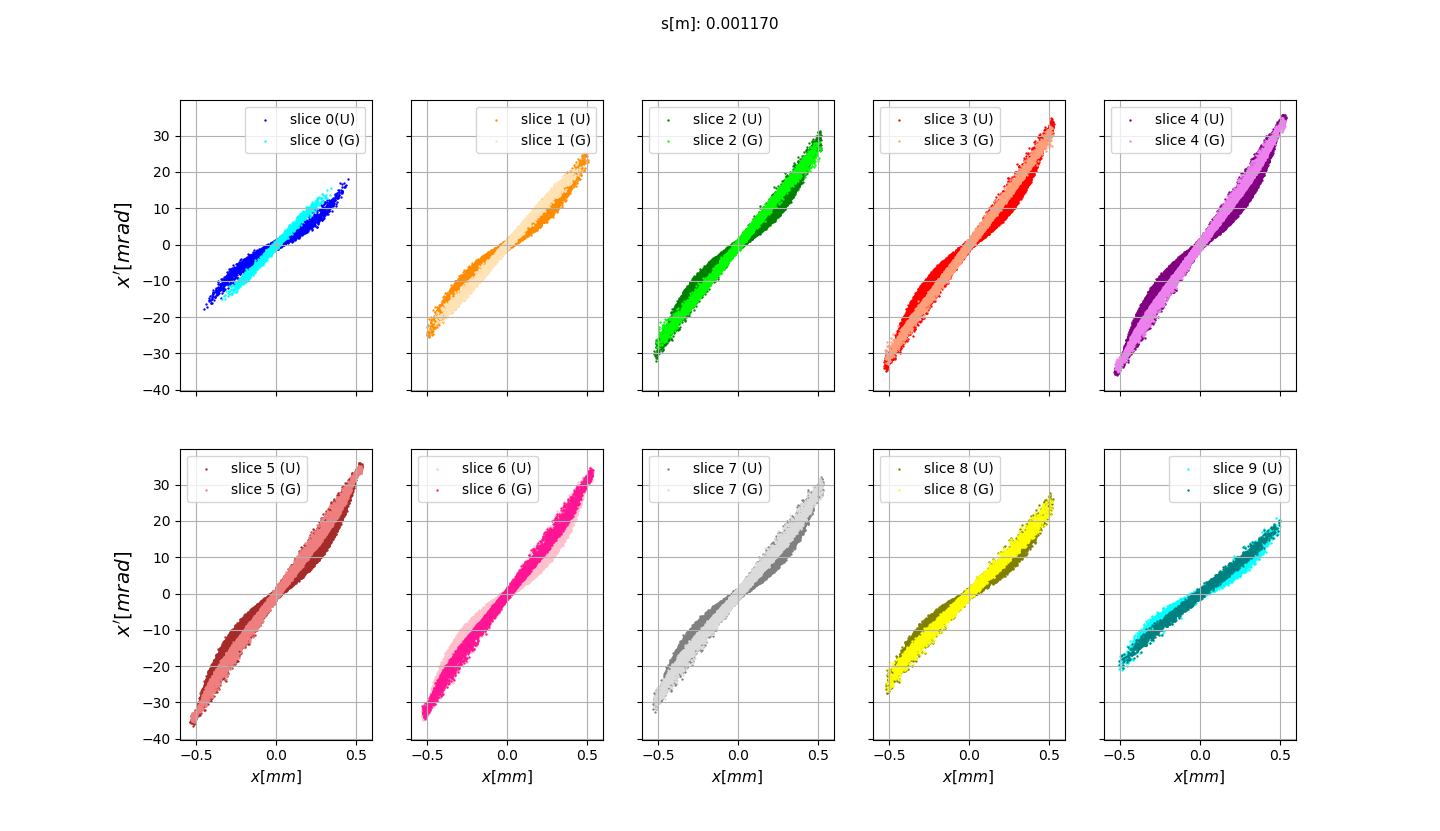 s[m]: 0.001170
slice 0(U)
slice 0 (G)
slice 1 (U)
slice 1 (G)
slice 2 (U)
slice 2 (G)
slice 3 (U)
slice 3 (G)
slice 4 (U)
slice 4 (G)
30
20
10
0
−10
−20
−30
−40
x′[mrad]
slice 5 (U)
slice 5 (G)
slice 6 (U)
slice 6 (G)
slice 7 (U)
slice 7 (G)
slice 8 (U)
slice 8 (G)
slice 9 (U)
slice 9 (G)
30
20
10
0
−10
−20
−30
−40
x′[mrad]
−0.5 0.0 0.5
−0.5 0.0 0.5
−0.5 0.0 0.5
−0.5 0.0 0.5
−0.5 0.0 0.5
x[mm]
x[mm]
x[mm]
x[mm]
x[mm]